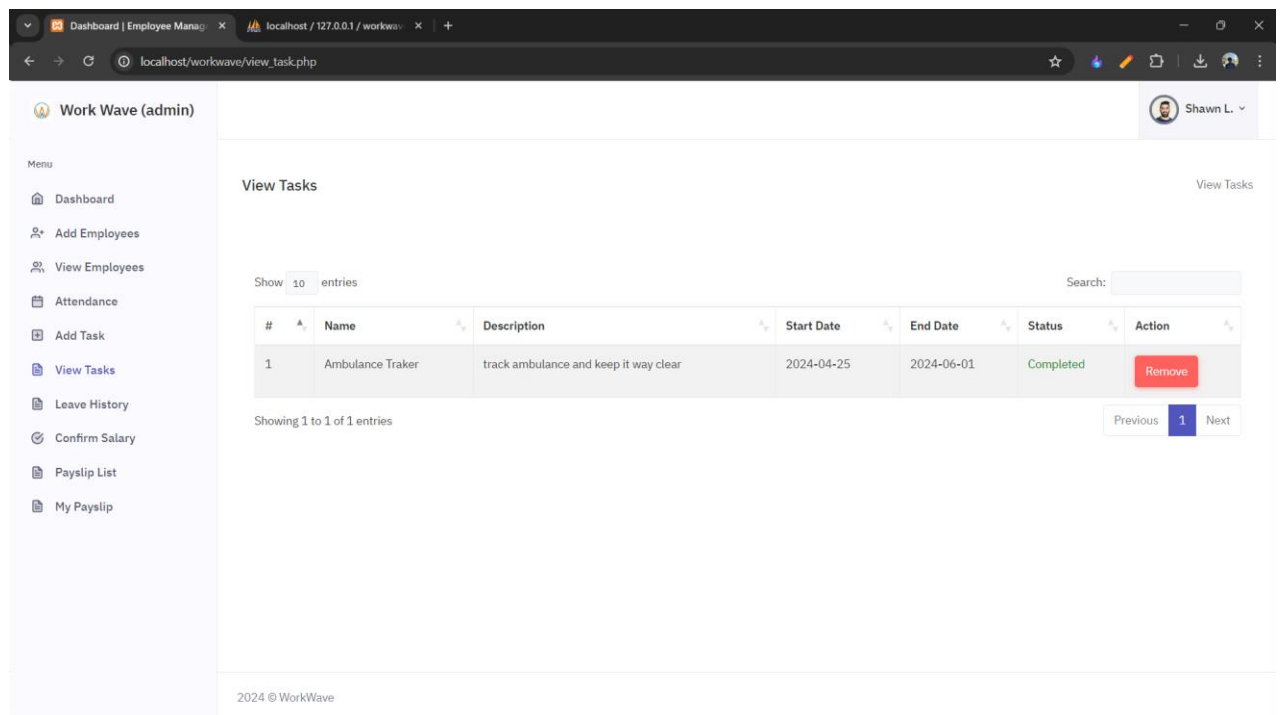 Dashboard | Employee Manag
localhost / 127.0.0.1 / workwav
localhost/workwave/view_task.php
Work Wave (admin)
Shawn L.
Menu
Dashboard
Add Employees
View Employees
Attendance
Add Task
View Tasks
Leave History
Confirm Salary
Payslip List
My Payslip
View Tasks
View Tasks
Show 10 entries
Search:
# Name Description Start Date End Date Status Action
1 Ambulance Traker track ambulance and keep it way clear 2024-04-25 2024-06-01 Completed Remove
Showing 1 to 1 of 1 entries
Previous 1 Next
2024 © WorkWave